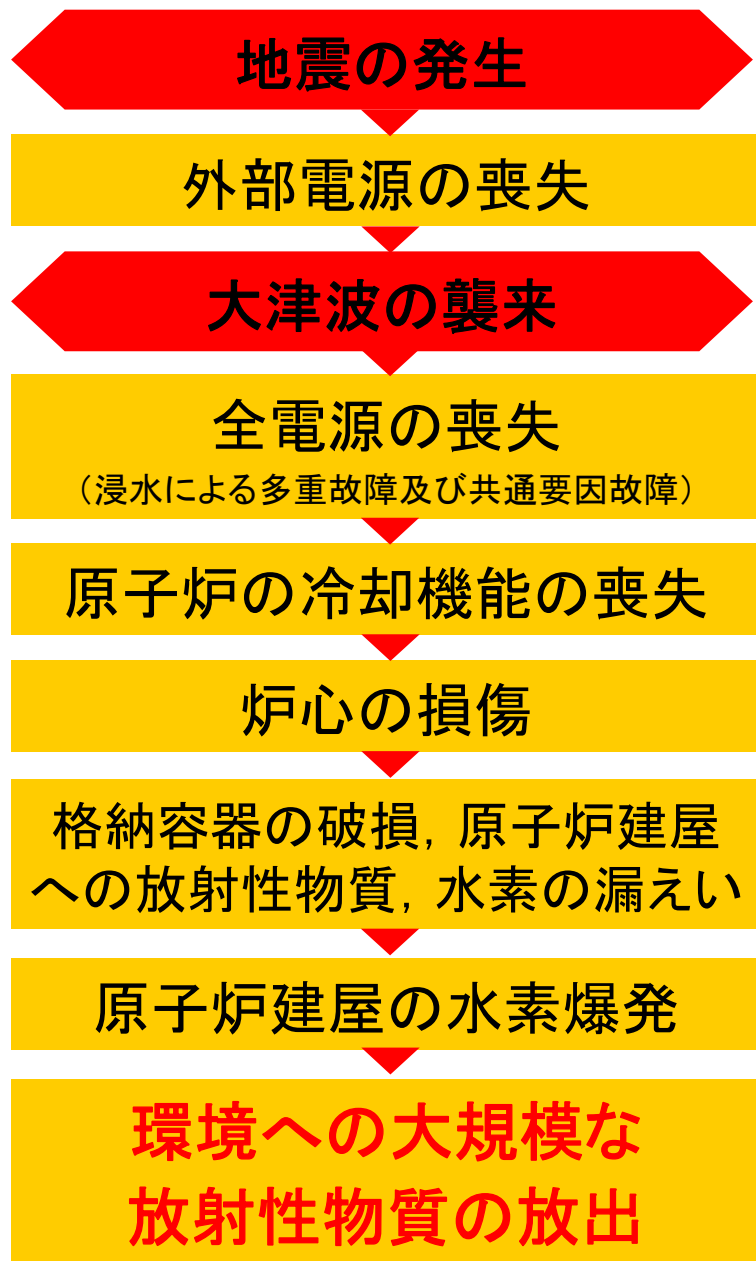 地震の発生
外部電源の喪失
大津波の襲来
全電源の喪失
（浸水による多重故障及び共通要因故障）
原子炉の冷却機能の喪失
炉心の損傷
格納容器の破損，原子炉建屋
への放射性物質，水素の漏えい
原子炉建屋の水素爆発
環境への大規模な
放射性物質の放出